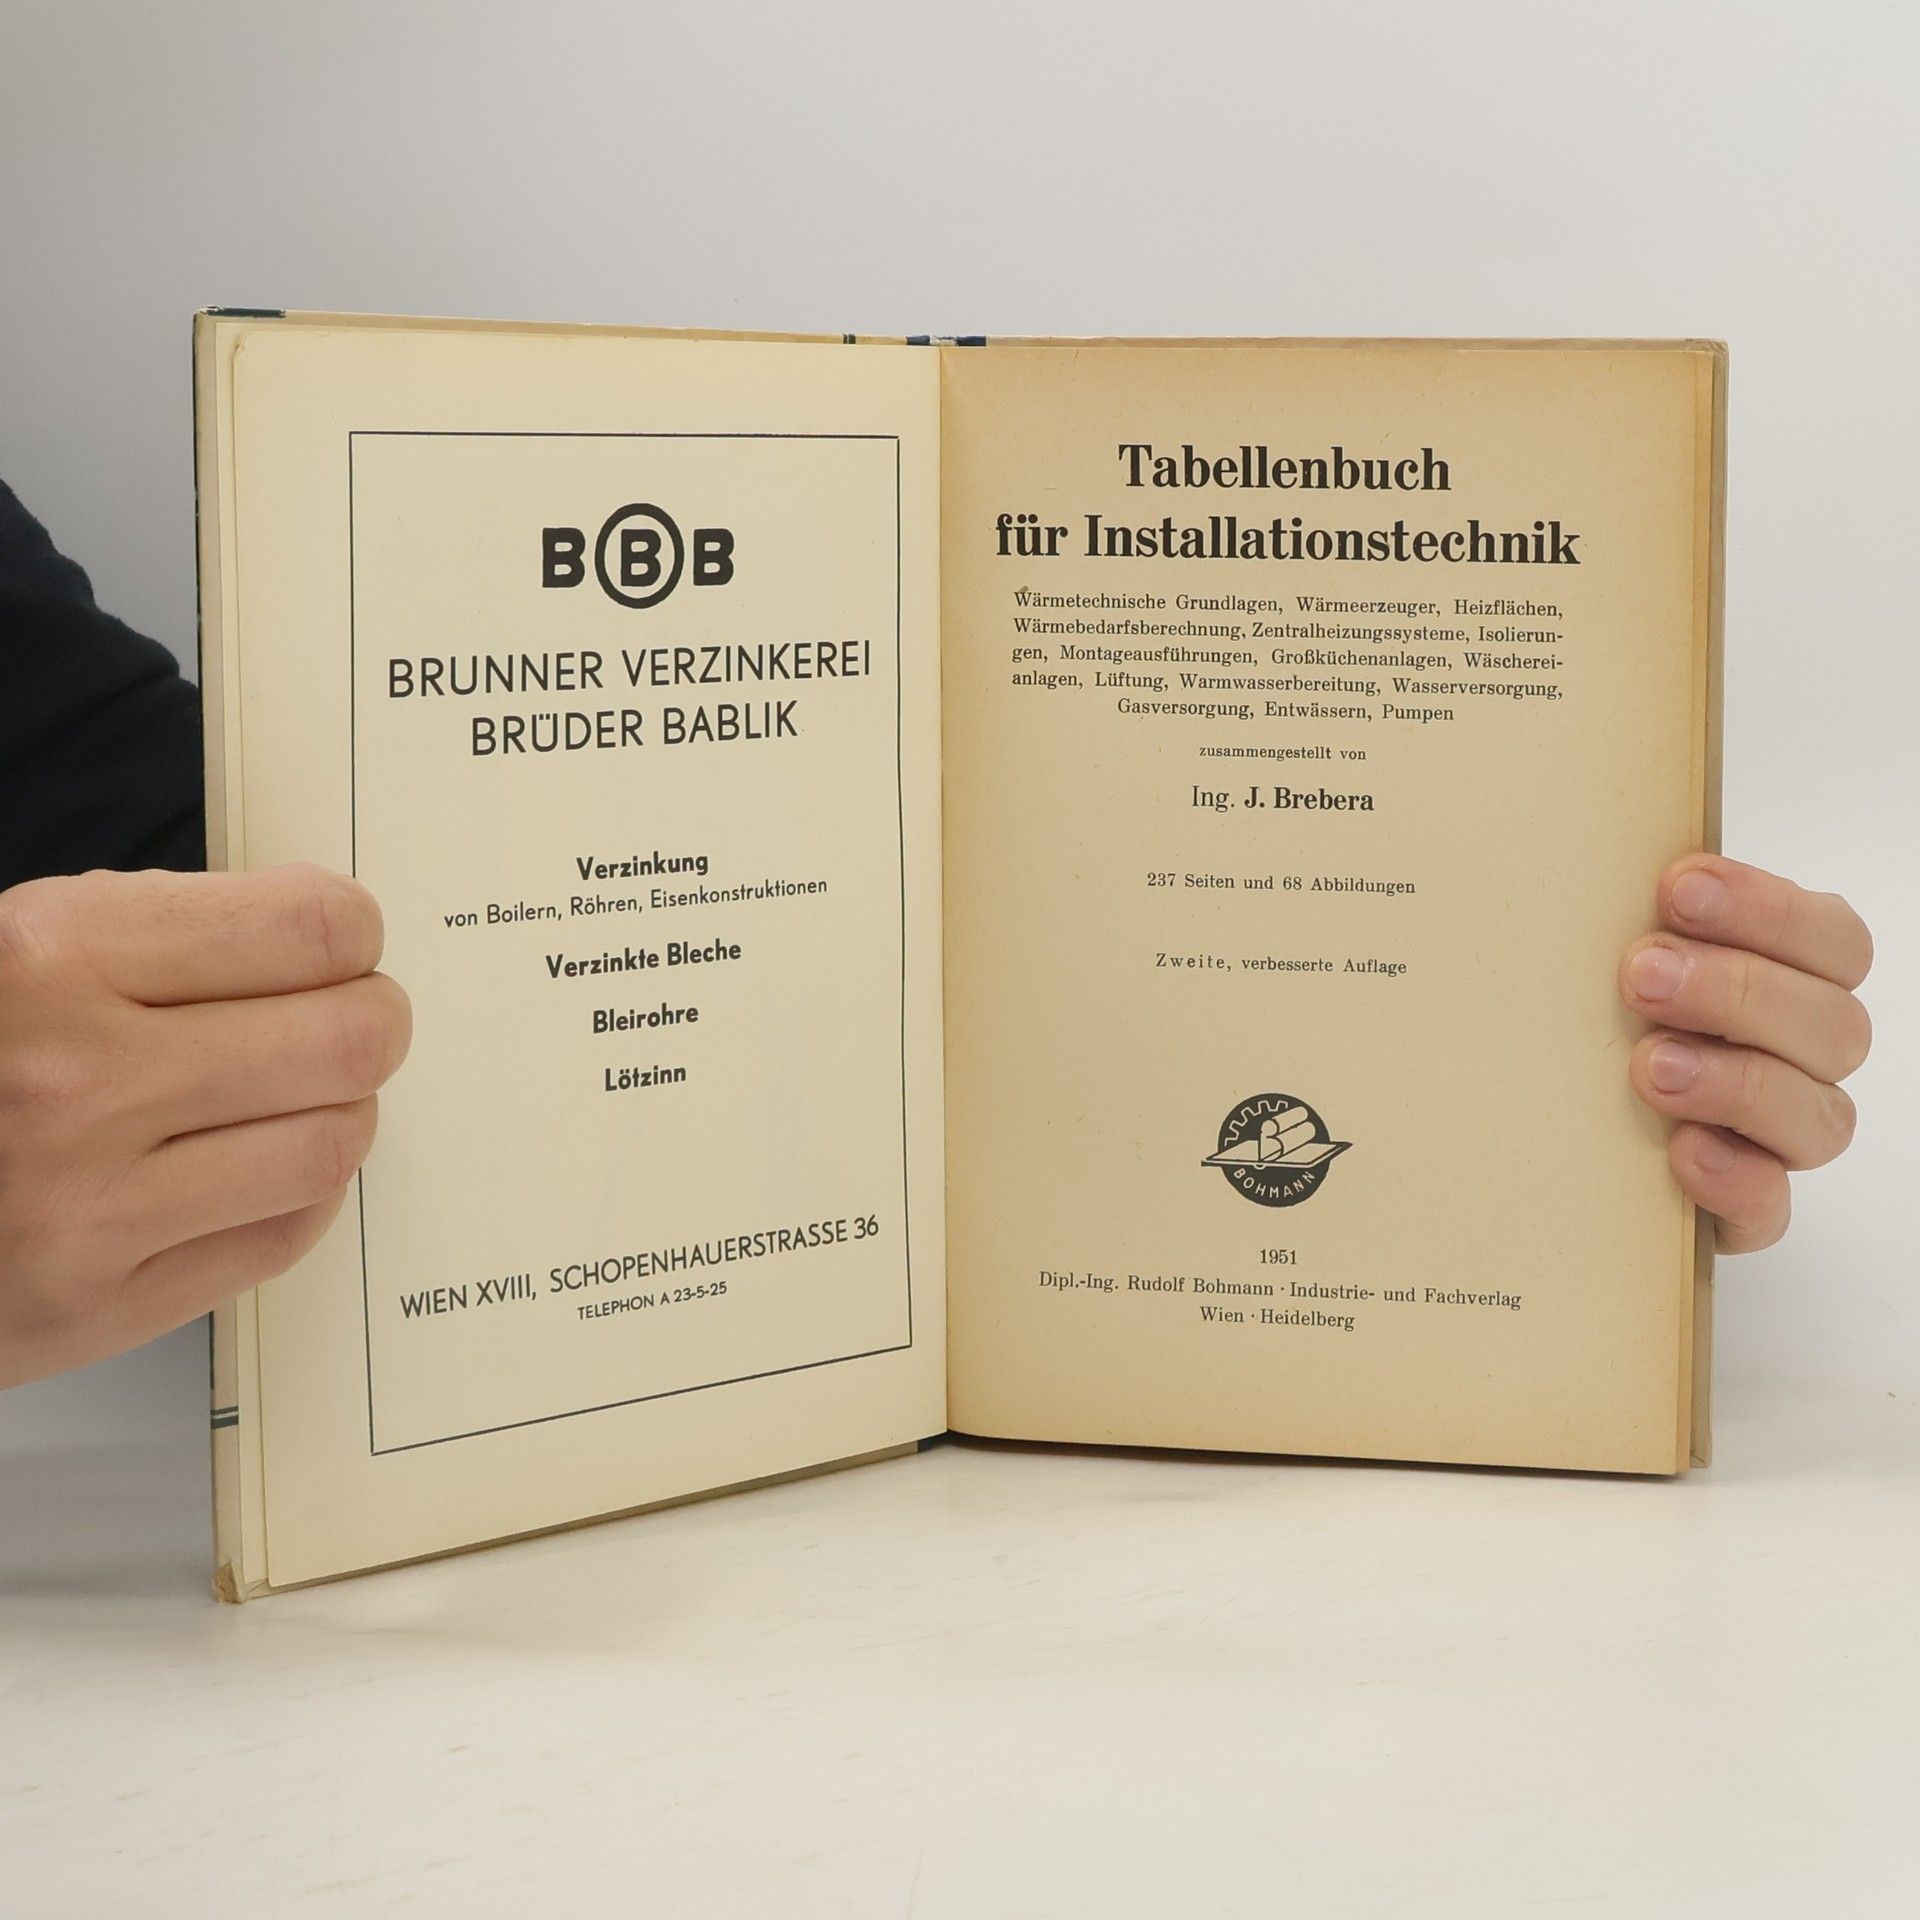 B B B
BRUNNER VERZINKEREI
BRÜDER BABLIK
Verzinkung
von Boilern, Röhren, Eisenkonstruktionen
Verzinkte Bleche
Bleirohre
Lötzinn
WIEN XVIII, SCHOPENHAUERSTRASSE 36
TELEPHON A 23-5-25
Tabellenbuch
für Installationstechnik
Wärmetechnische Grundlagen, Wärmeerzeuger, Heizflächen,
Wärmebedarfsberechnung, Zentralheizungssysteme, Isolierun-
gen, Montageausführungen, Großküchenanlagen, Wäscherei-
anlagen, Lüftung, Warmwasserbereitung, Wasserversorgung,
Gasversorgung, Entwässern, Pumpen
zusammengestellt von
Ing. J. Brebera
237 Seiten und 68 Abbildungen
Zweite, verbesserte Auflage
B
BOHMANN
1951
Dipl.-Ing. Rudolf Bohmann · Industrie- und Fachverlag
Wien · Heidelberg